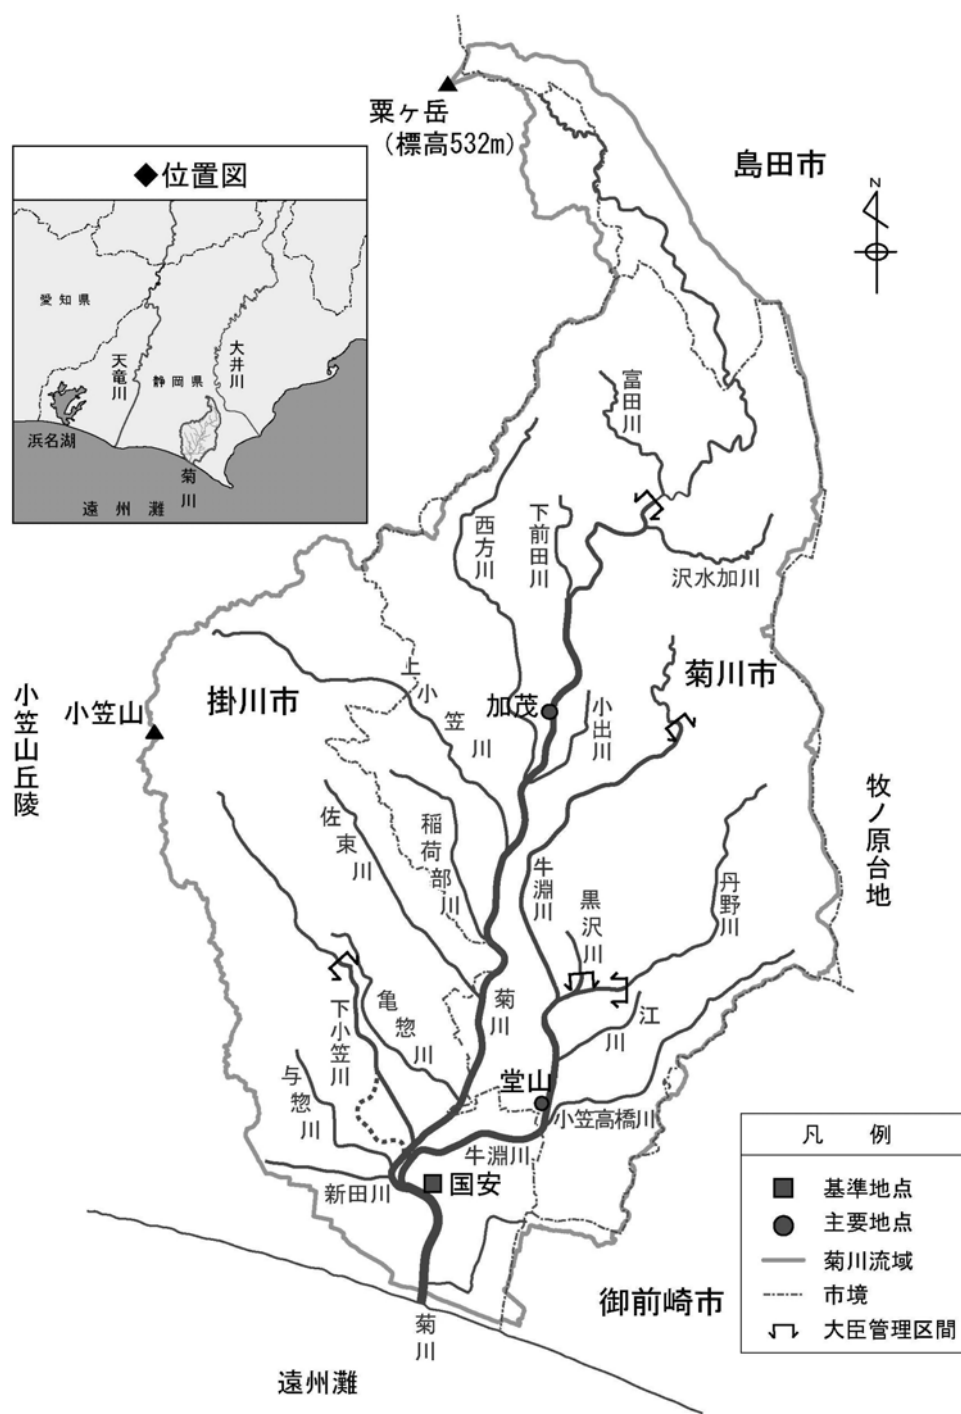 粟ヶ岳
(標高532m)
島田市
N
◆位置図
愛知県
天竜川
静岡県
大井川
浜名湖
菊川
遠州灘
富田川
西方川
下前田川
沢水加川
小笠山丘陵
小笠山
掛川市
上小笠川
加茂
小出川
菊川市
牧ノ原台地
佐束川
稲荷部川
牛淵川
黒沢川
丹野川
下小笠川
亀惣川
菊川
江川
与惣川
堂山
小笠高橋川
牛淵川
新田川
国安
菊川
遠州灘
御前崎市
凡例
基準地点
主要地点
菊川流域
市境
大臣管理区間